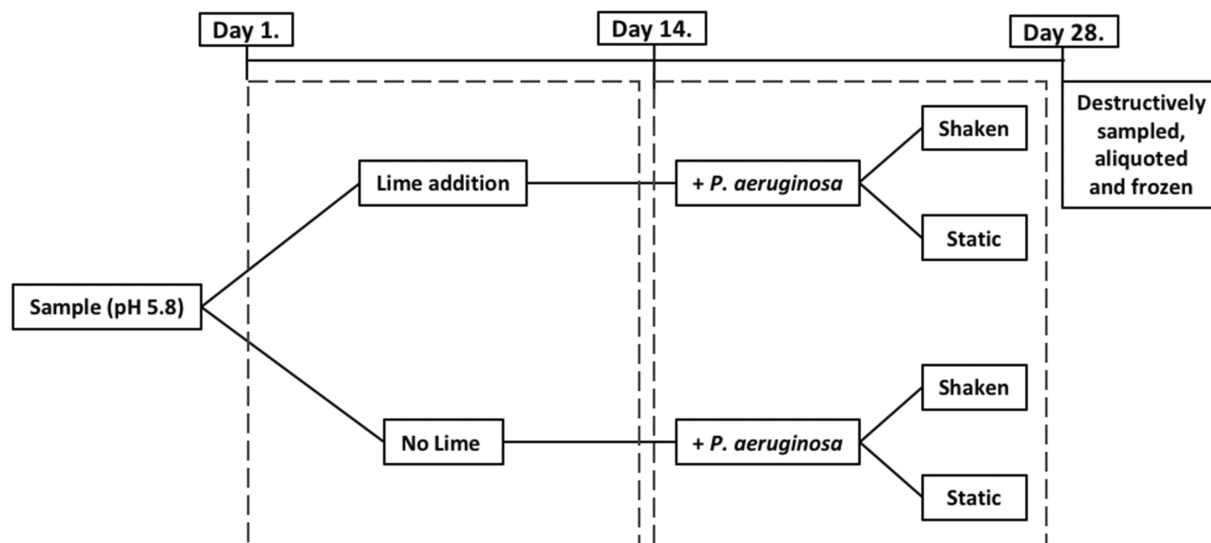 Day 1.
Day 14.
Day 28.
Destructively
sampled,
aliquoted
and frozen
Shaken
Lime addition
+ P. aeruginosa
Static
Sample (pH 5.8)
Shaken
No Lime
+ P. aeruginosa
Static